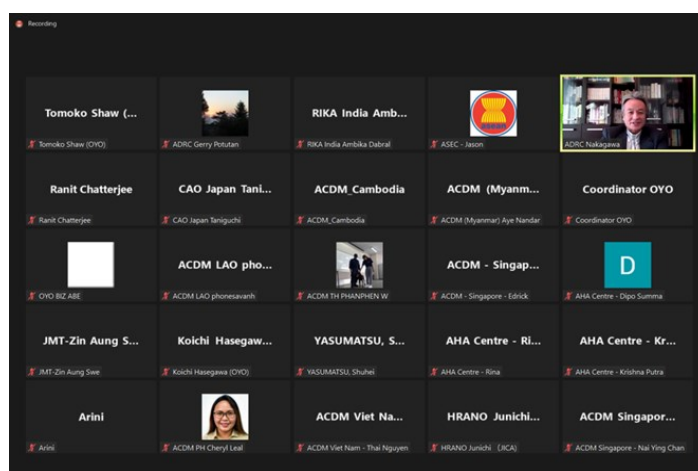 Recording
Tomoko Shaw (...
Tomoko Shaw (OYO)
ADRC Gerry Potutan
RIKA India Amb...
RIKA India Ambika Dabral
asean
ASEC - Jason
ADRC Nakagawa
Ranit Chatterjee
Ranit Chatterjee
CAO Japan Tani...
CAO Japan Taniguchi
ACDM_Cambodia
ACDM_Cambodia
ACDM (Myanm...
ACDM (Myanmar) Aye Nandar
Coordinator OYO
Coordinator OYO
OYO BIZ ABE
ACDM LAO pho...
ACDM LAO phonesavanh
ACDM TH PHANPHEN W
ACDM - Singap...
ACDM - Singapore - Edrick
D
AHA Centre - Dipo Summa
JMT-Zin Aung S...
JMT-Zin Aung Swe
Koichi Hasegaw...
Koichi Hasegawa (OYO)
YASUMATSU, S...
YASUMATSU, Shuhei
AHA Centre - Ri...
AHA Centre - Rina
AHA Centre - Kr...
AHA Centre - Krishna Putra
Arini
Arini
ACDM PH Cheryl Leal
ACDM Viet Na...
ACDM Viet Nam - Thai Nguyen
HRANO Junichi...
HRANO Junichi （JICA)
ACDM Singapor...
ACDM Singapore - Nai Ying Chan